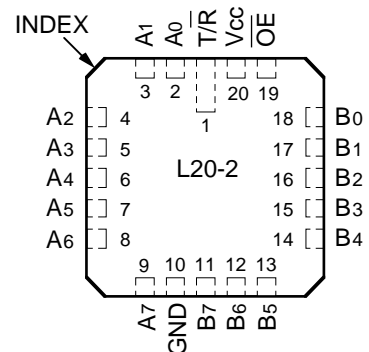 INDEX
A1 A0 T/R̅ Vcc O̅E̅
3 2 20 19
1
A2 4 18 B0
A3 5 17 B1
A4 6 L20-2 16 B2
A5 7 15 B3
A6 8 14 B4
9 10 11 12 13
A7 GND B7 B6 B5